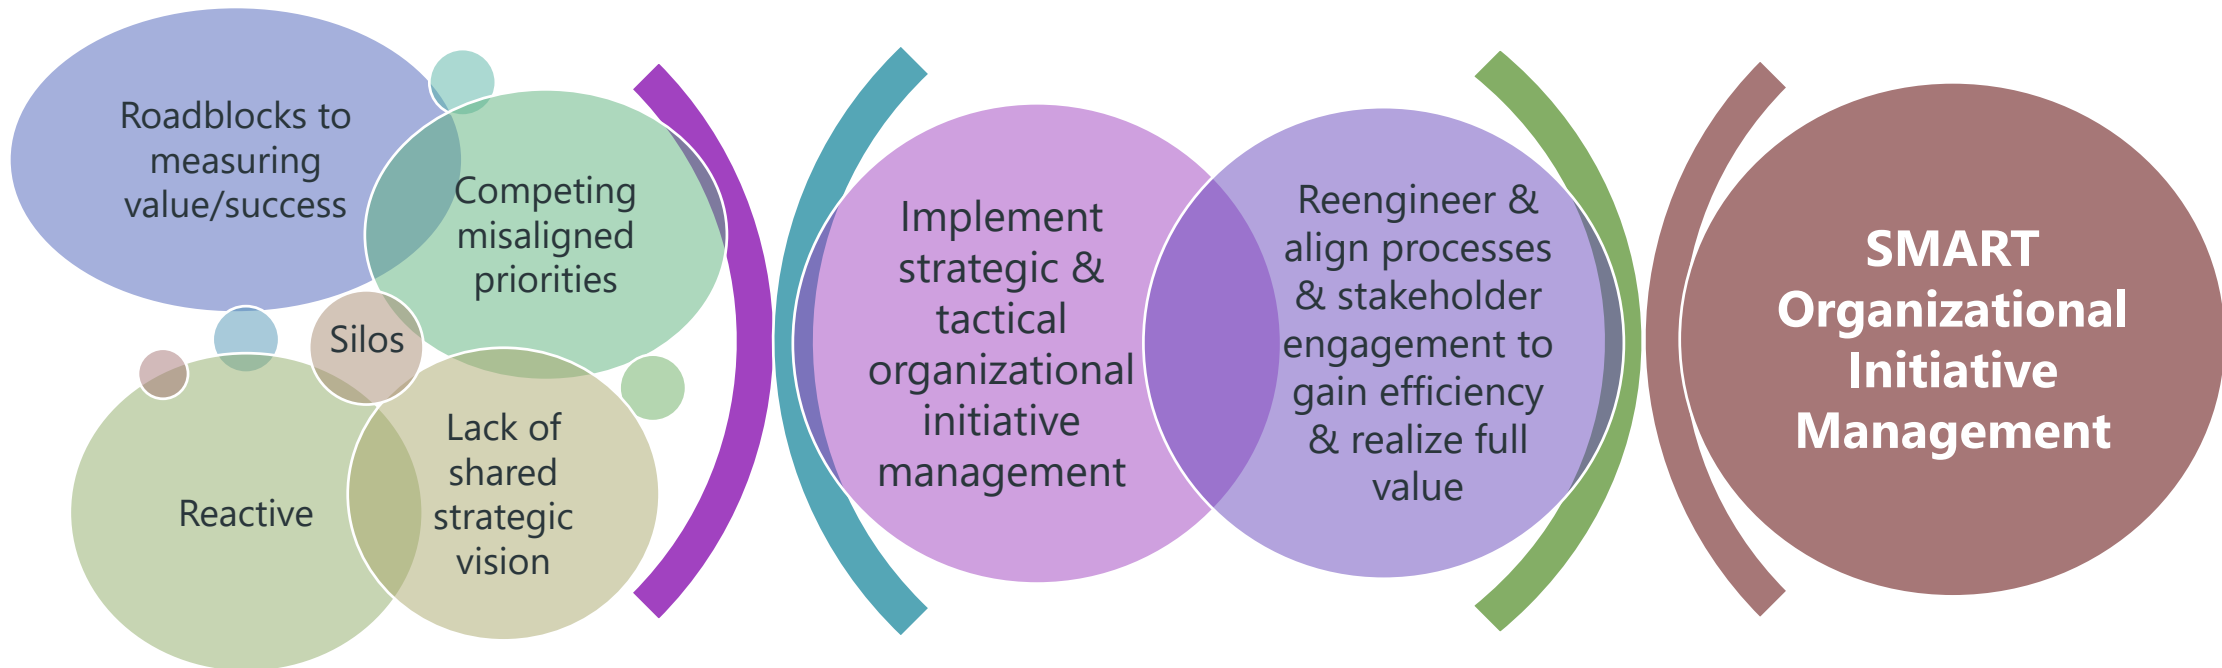 Roadblocks to
measuring
value/success
Competing
misaligned
priorities
Silos
Reactive
Lack of
shared
strategic
vision
Implement
strategic &
tactical
organizational
initiative
management
Reengineer &
align processes
& stakeholder
engagement to
gain efficiency
& realize full
value
SMART
Organizational
Initiative
Management